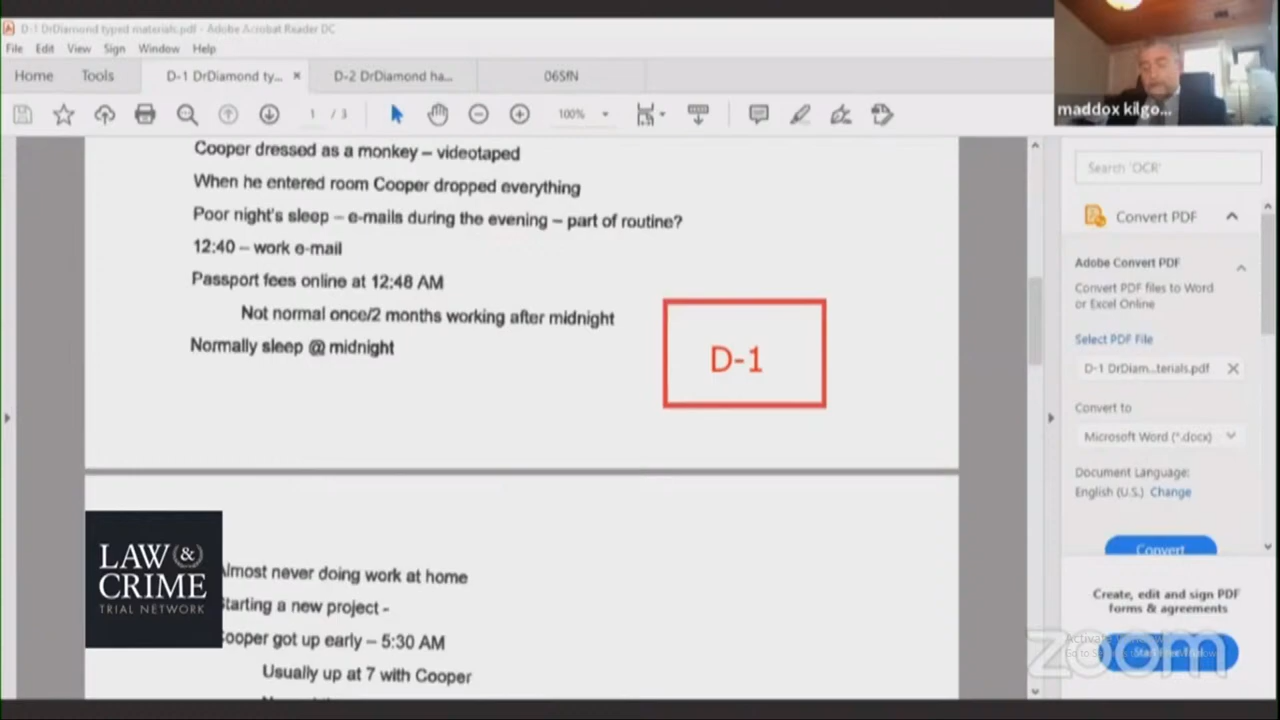 D-1 DrDiamond typed materials.pdf - Adobe Acrobat Reader DC
File Edit View Sign Window Help
Home Tools D-1 DrDiamond ty... × D-2 DrDiamond ha... 06SfN
1 / 3 100%
maddox kilgo...
Cooper dressed as a monkey – videotaped
When he entered room Cooper dropped everything
Poor night's sleep – e-mails during the evening – part of routine?
12:40 – work e-mail
Passport fees online at 12:48 AM
Not normal once/2 months working after midnight
Normally sleep @ midnight
D-1
LAW &
CRIME
TRIAL NETWORK
Almost never doing work at home
Starting a new project -
Cooper got up early – 5:30 AM
Usually up at 7 with Cooper
Search 'OCR'
Convert PDF
Adobe Convert PDF
Convert PDF files to Word
or Excel Online
Select PDF File
D-1 DrDiam...terials.pdf
Convert to
Microsoft Word (*.docx)
Document Language:
English (U.S.) Change
Convert
Create, edit and sign PDF
forms & agreements
Start Free Trial
zoom